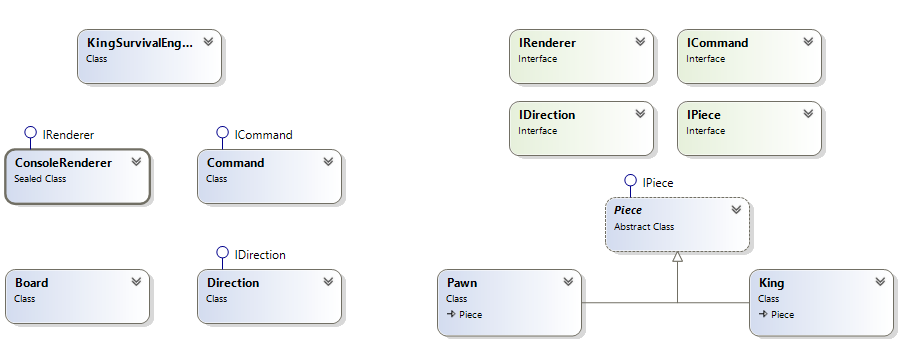 KingSurvivalEng...
Class
IRenderer
ConsoleRenderer
Sealed Class
ICommand
Command
Class
Board
Class
IDirection
Direction
Class
IRenderer
Interface
ICommand
Interface
IDirection
Interface
IPiece
Interface
IPiece
Piece
Abstract Class
Pawn
Class
Piece
King
Class
Piece